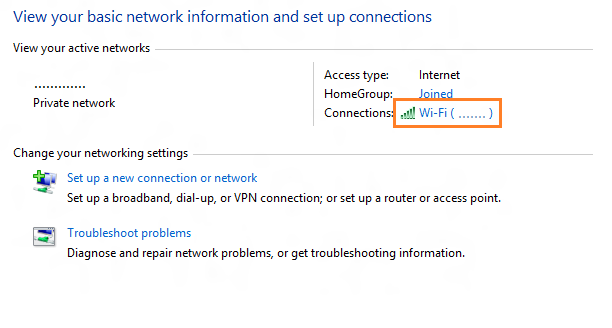 View your basic network information and set up connections
View your active networks
.............
Private network
Access type: Internet
HomeGroup: Joined
Connections: Wi-Fi ( ....... )
Change your networking settings
Set up a new connection or network
Set up a broadband, dial-up, or VPN connection; or set up a router or access point.
Troubleshoot problems
Diagnose and repair network problems, or get troubleshooting information.